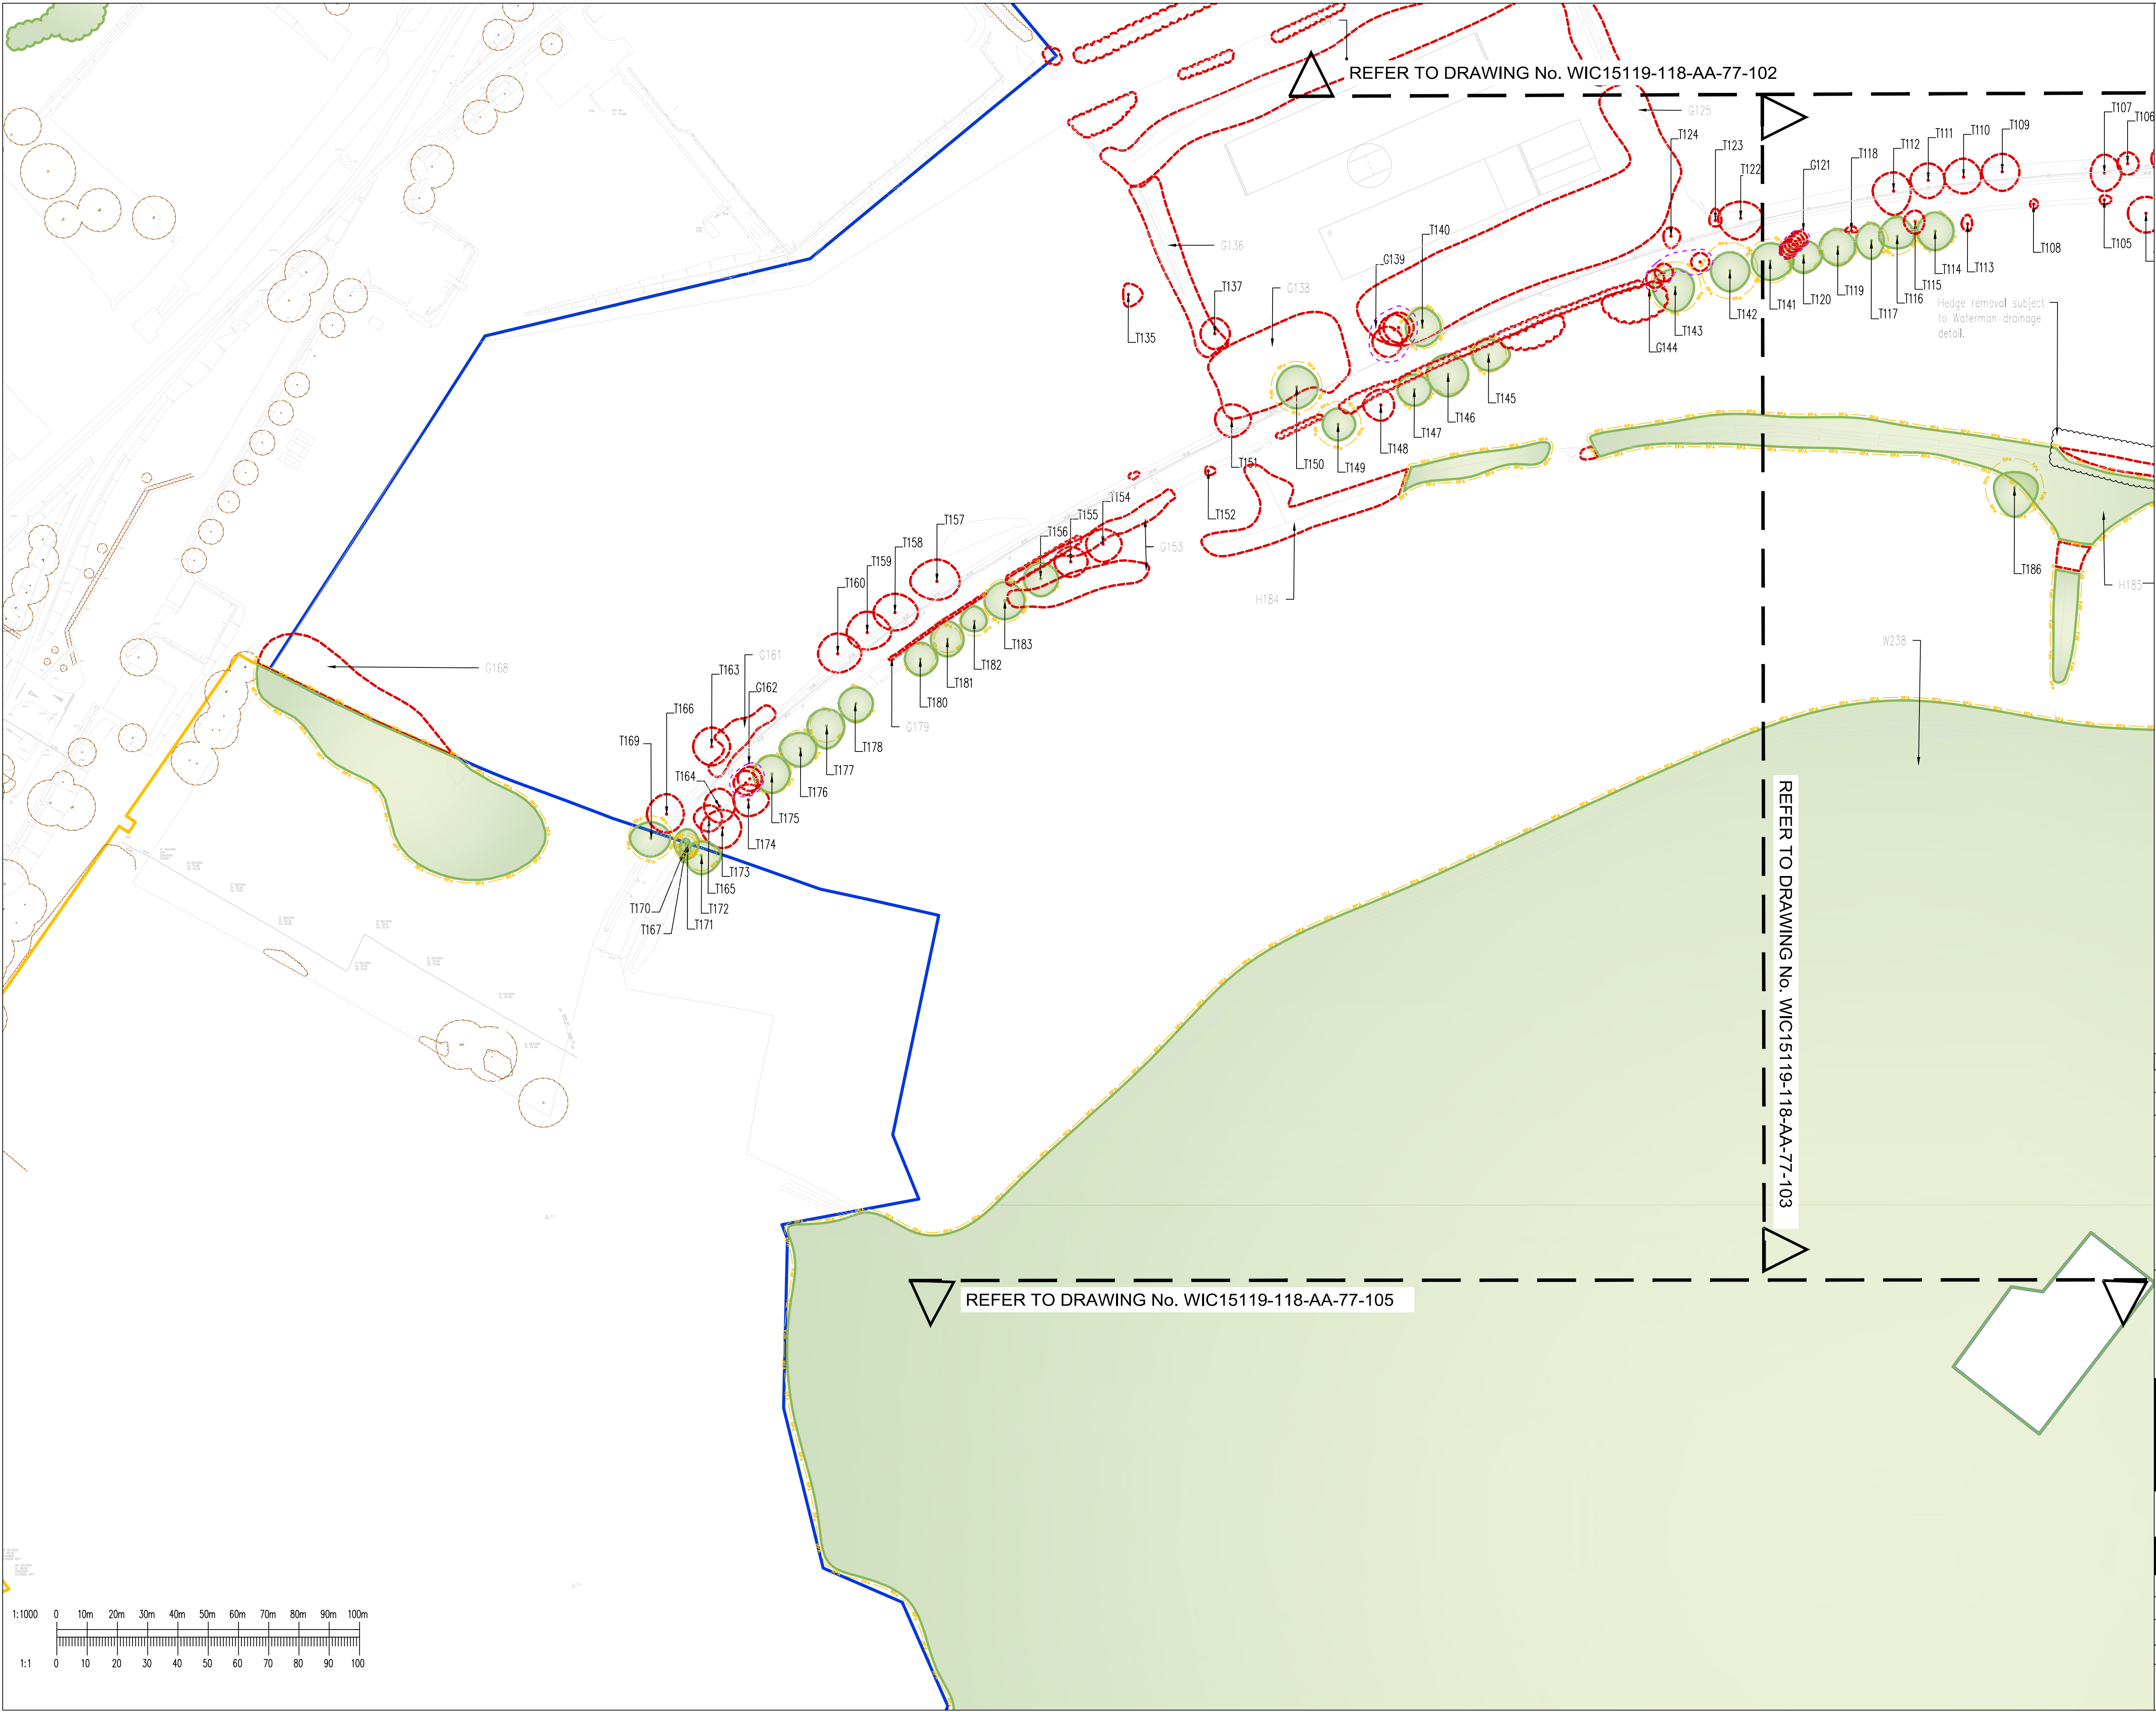 REFER TO DRAWING No. WIC15119-118-AA-77-102
G125
T107
T106
T124
T123
T122
G121
T118
T112
T111
T110
T109
T108
T105
T113
T114
T115
T116
T117
T119
T120
T141
T142
T143
G144
G136
T135
T137
G138
G139
T140
T145
T146
T147
T148
T149
T150
T151
T152
Hedge removal subject
to Waterman drainage
detail.
T154
T155
T156
T157
T158
T159
T160
G153
H184
T186
H185
W238
T183
T182
T181
T180
G179
T178
T177
T176
T175
G168
G161
T163
G162
T166
T169
T164
T174
T173
T165
T172
T170
T171
T167
REFER TO DRAWING No. WIC15119-118-AA-77-103
REFER TO DRAWING No. WIC15119-118-AA-77-105
1:1000 0 10m 20m 30m 40m 50m 60m 70m 80m 90m 100m
1:1 0 10 20 30 40 50 60 70 80 90 100